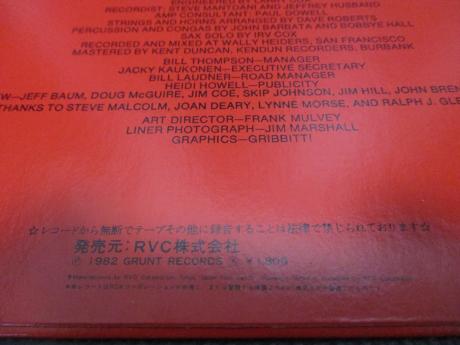 ENGINEERED BY LARRY
RECORDIST: STEVE MANTOANI AND JEFFREY HUSBAND
AMP CONSULTANT: PAUL DOWELL
STRINGS AND HORNS ARRANGED BY DAVE ROBERTS
PERCUSSION AND CONGAS BY JOHN BARBATA AND BOBBYE HALL
SAX SOLO BY IRV COX
RECORDED AND MIXED AT WALLY HEIDERS, SAN FRANCISCO
MASTERED BY KENT DUNCAN, KENDUN RECORDERS, BURBANK
BILL THOMPSON—MANAGER
JACKY KAUKONEN—EXECUTIVE SECRETARY
BILL LAUDNER—ROAD MANAGER
HEIDI HOWELL—PUBLICITY
W—JEFF BAUM, DOUG McGUIRE, JIM COE, SKIP JOHNSON, JIM HILL, JOHN BREN
THANKS TO STEVE MALCOLM, JOAN DEARY, LYNNE MORSE, AND RALPH J. GLE
ART DIRECTOR—FRANK MULVEY
LINER PHOTOGRAPH—JIM MARSHALL
GRAPHICS—GRIBBITT!
☆レコードから無断でテープその他に録音することは法律で禁じられております☆
発売元:RVC株式会社
Ⓟ 1982 GRUNT RECORDS